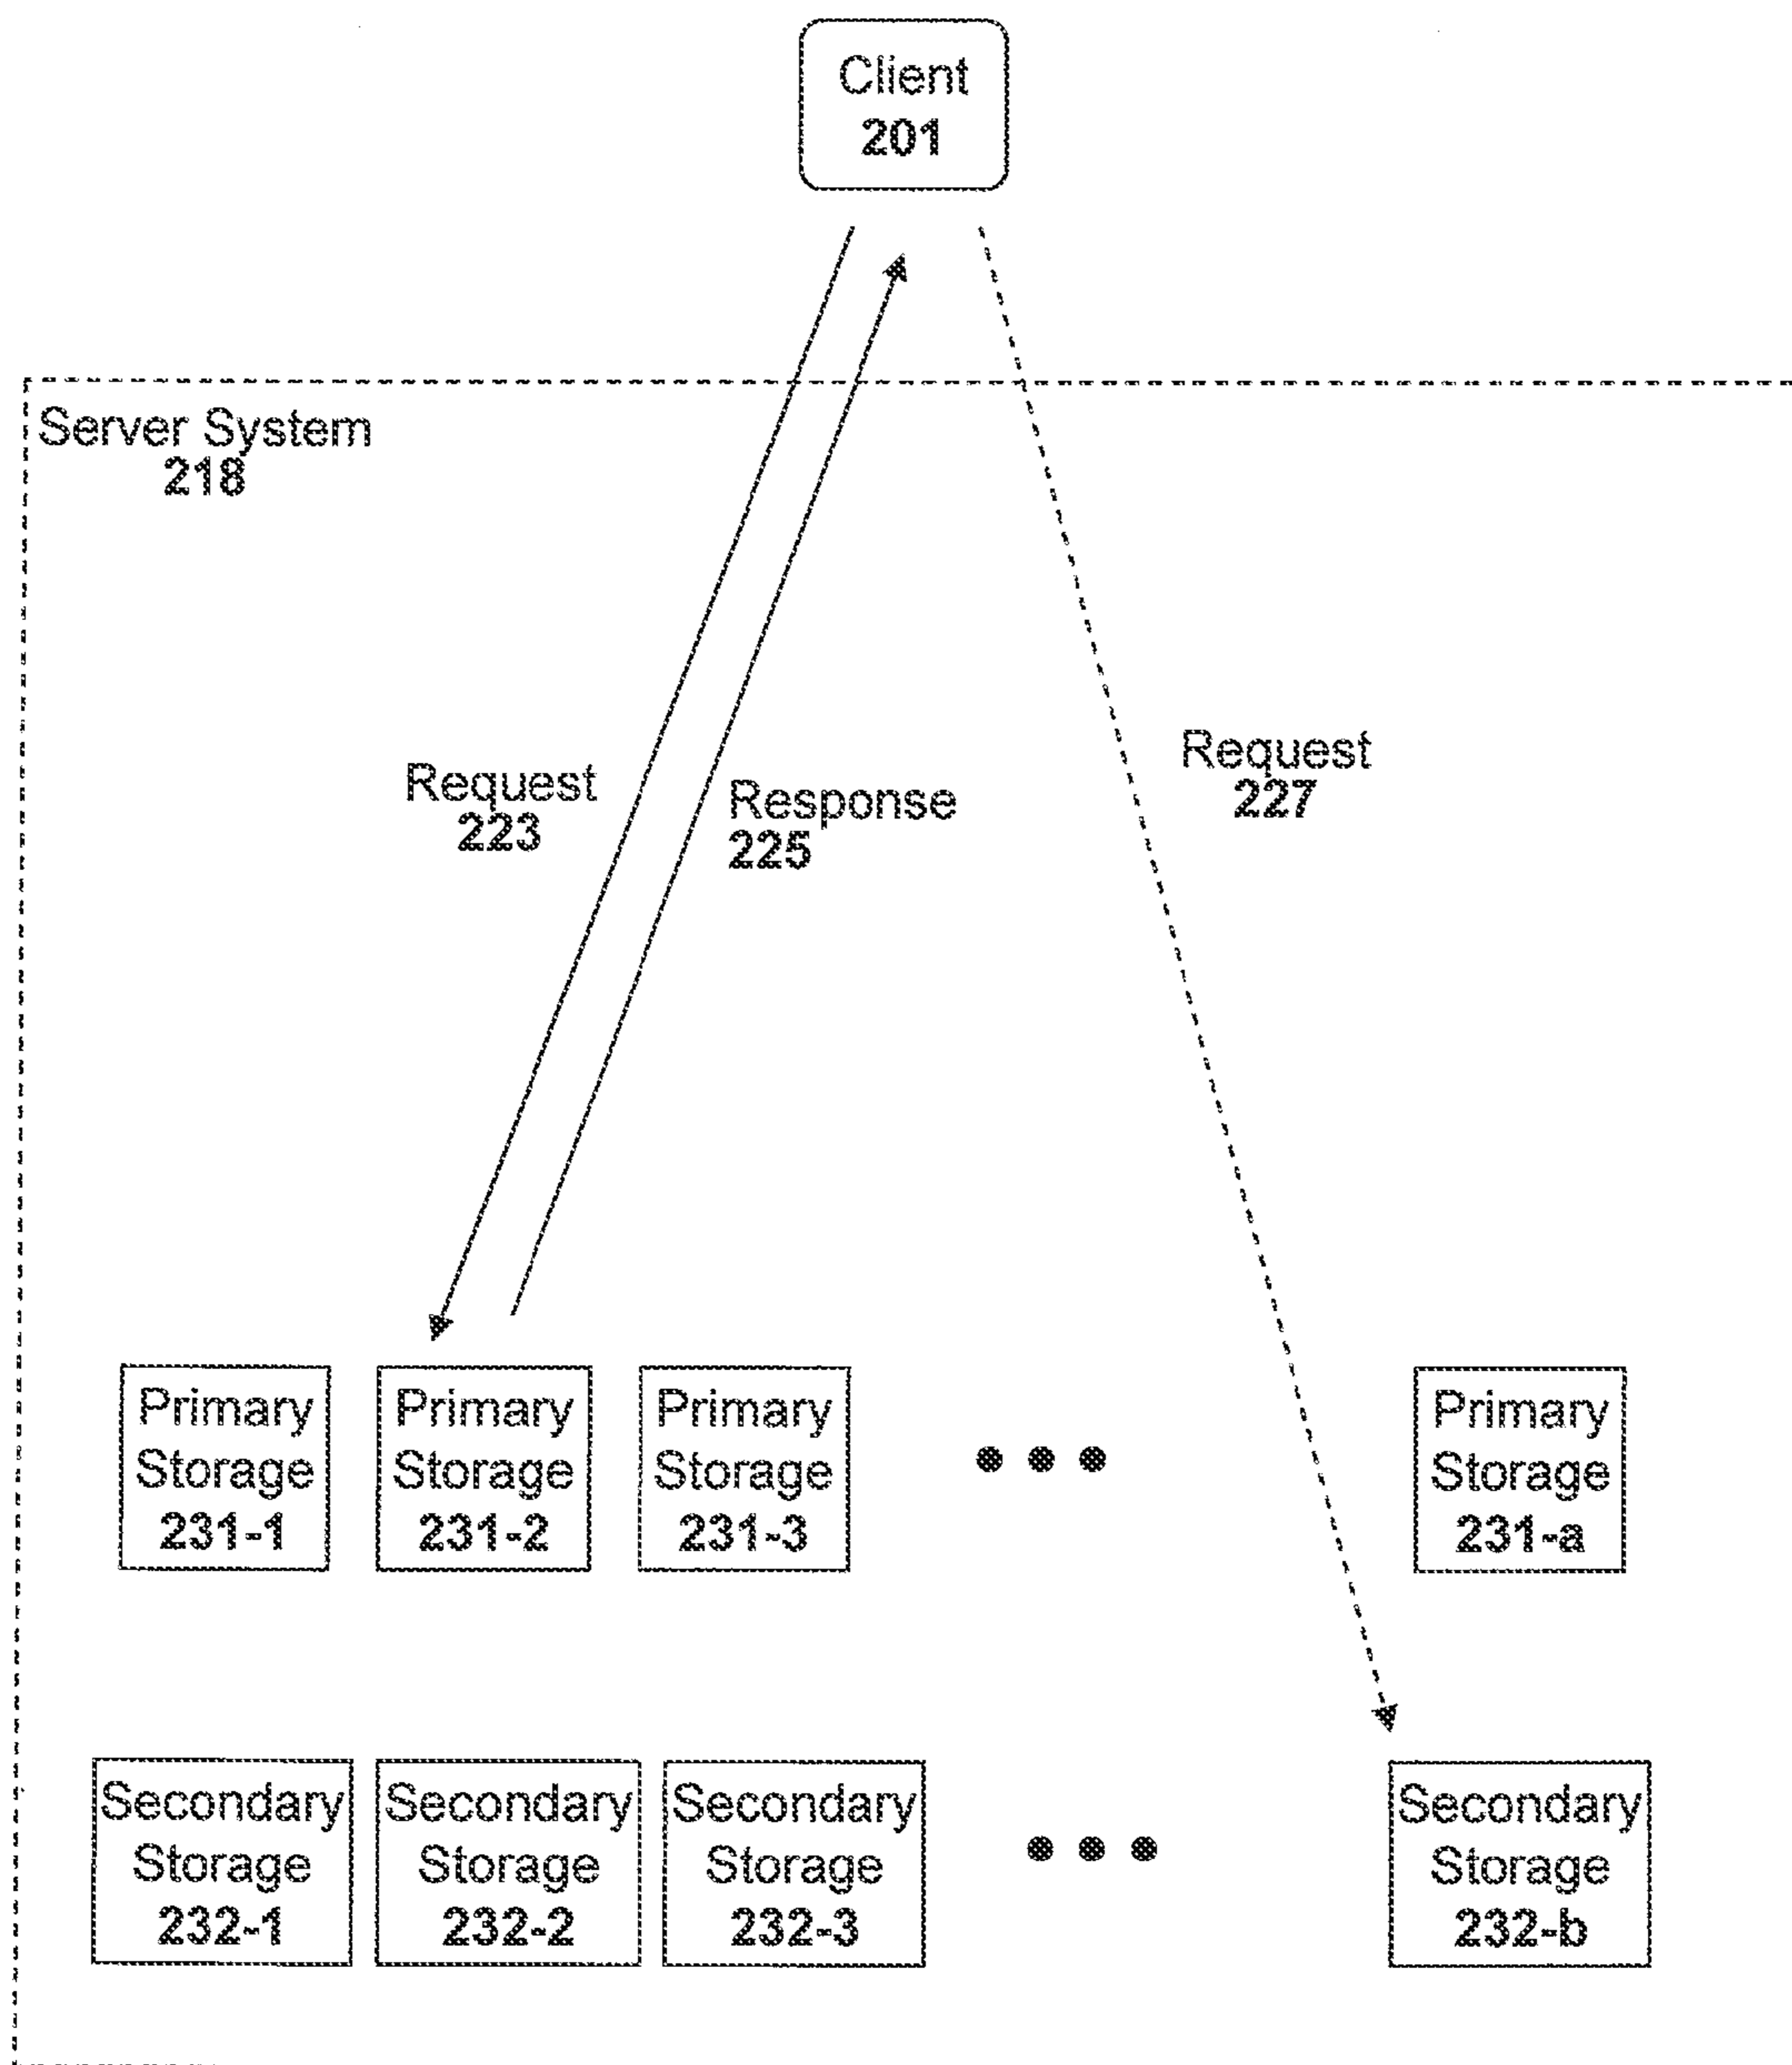 Client
201
Server System
218
Request
223
Response
225
Request
227
Primary
Storage
231-1
Primary
Storage
231-2
Primary
Storage
231-3
Primary
Storage
231-a
Secondary
Storage
232-1
Secondary
Storage
232-2
Secondary
Storage
232-3
Secondary
Storage
232-b